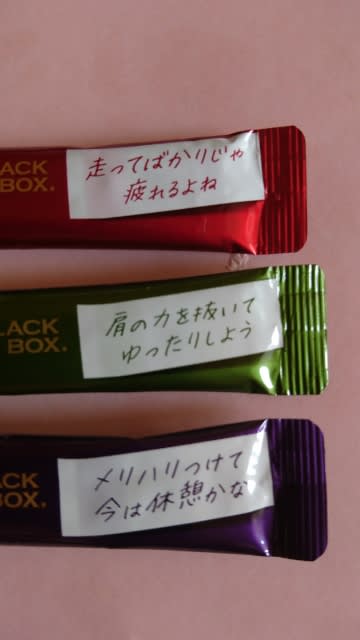 ACK
BOX.
走ってばかりじゃ
疲れるよね
LACK
BOX.
肩の力を抜いて
ゆったりしよう
ACK
BOX.
メリハリつけて
今は休憩かな